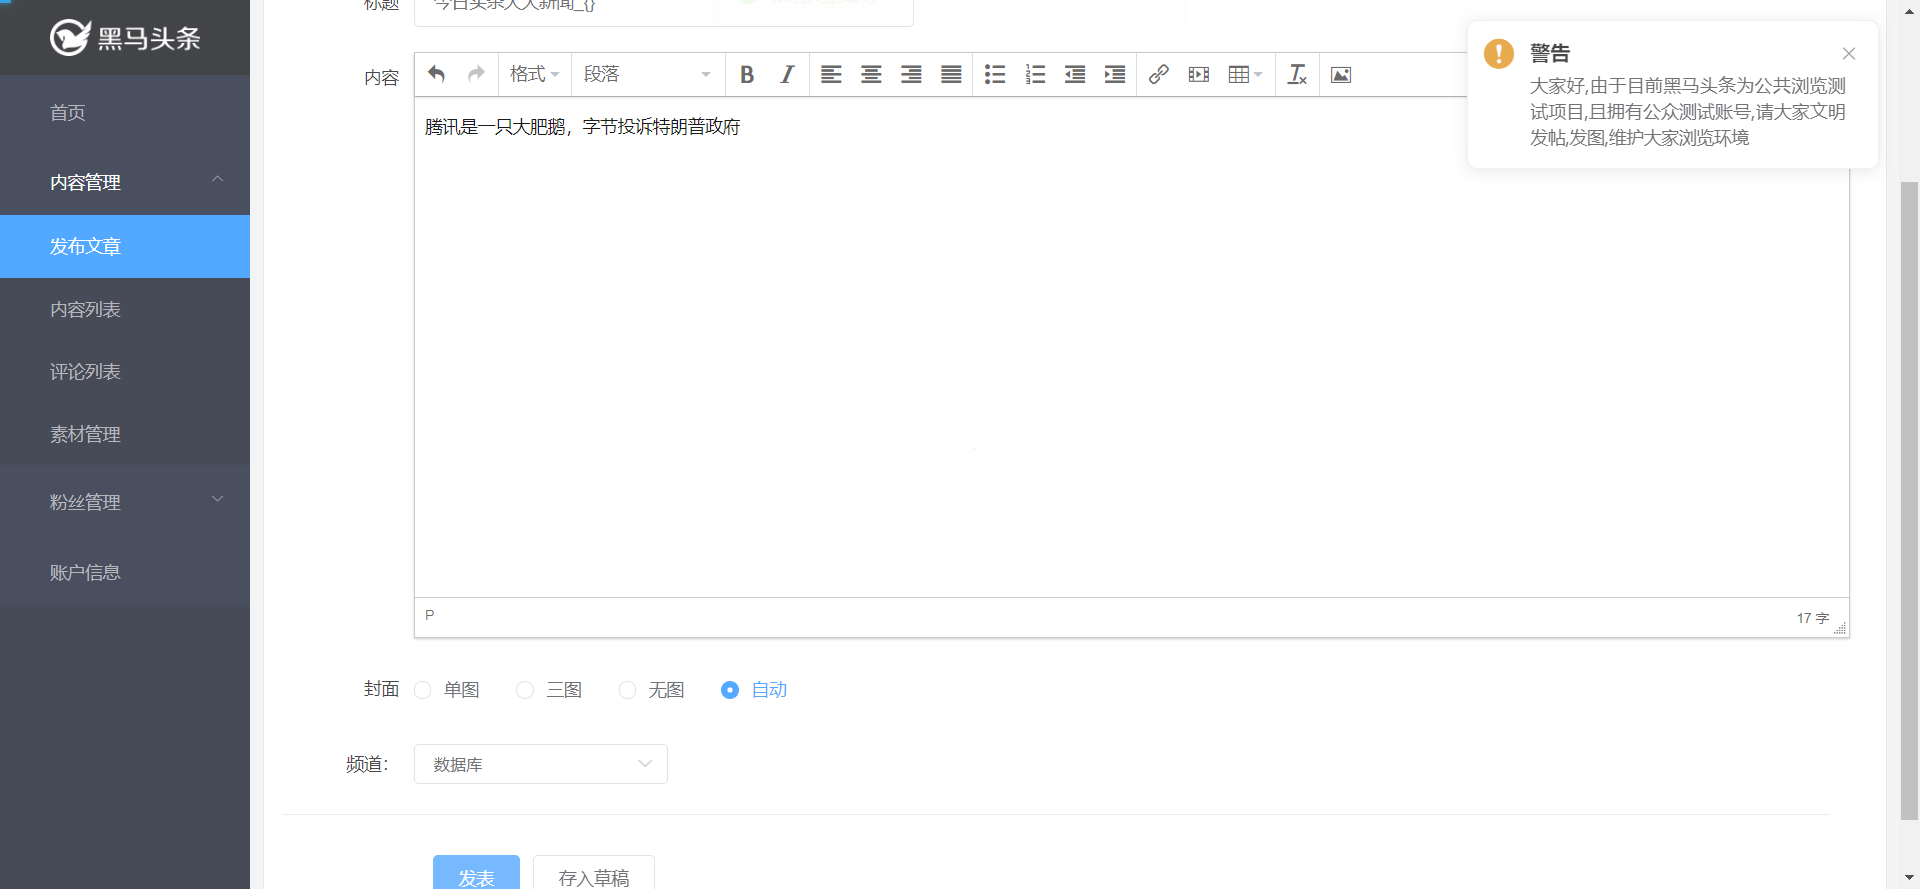 黑马头条
首页
内容管理
发布文章
内容列表
评论列表
素材管理
粉丝管理
账户信息
标题
今日头条大大新闻_{}
内容
格式
段落
B
I
警告
大家好,由于目前黑马头条为公共浏览测
试项目,且拥有公众测试账号,请大家文明
发帖,发图,维护大家浏览环境
腾讯是一只大肥鹅，字节投诉特朗普政府
P
17 字
封面
单图
三图
无图
自动
频道：
数据库
发表
存入草稿